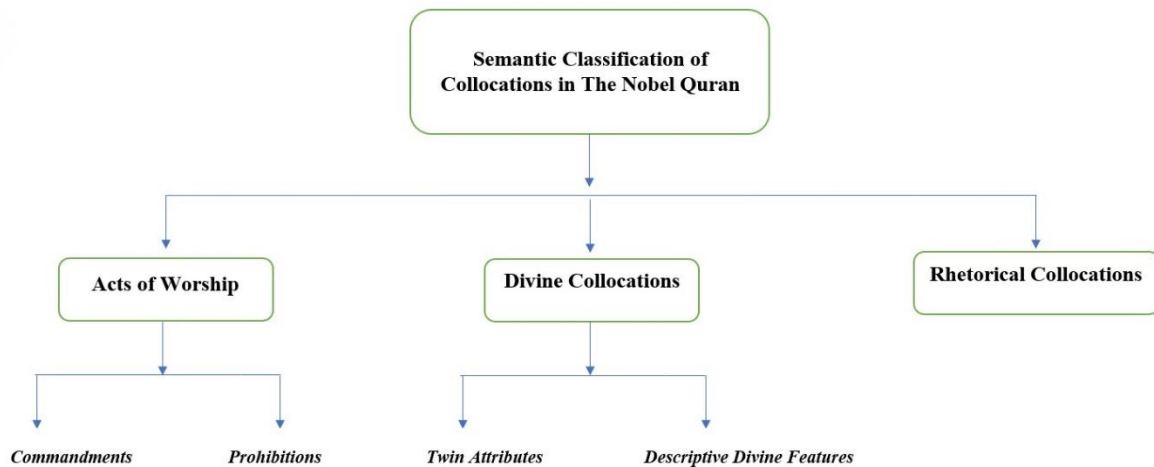 Semantic Classification of
Collocations in The Nobel Quran
Acts of Worship
Divine Collocations
Rhetorical Collocations
Commandments
Prohibitions
Twin Attributes
Descriptive Divine Features